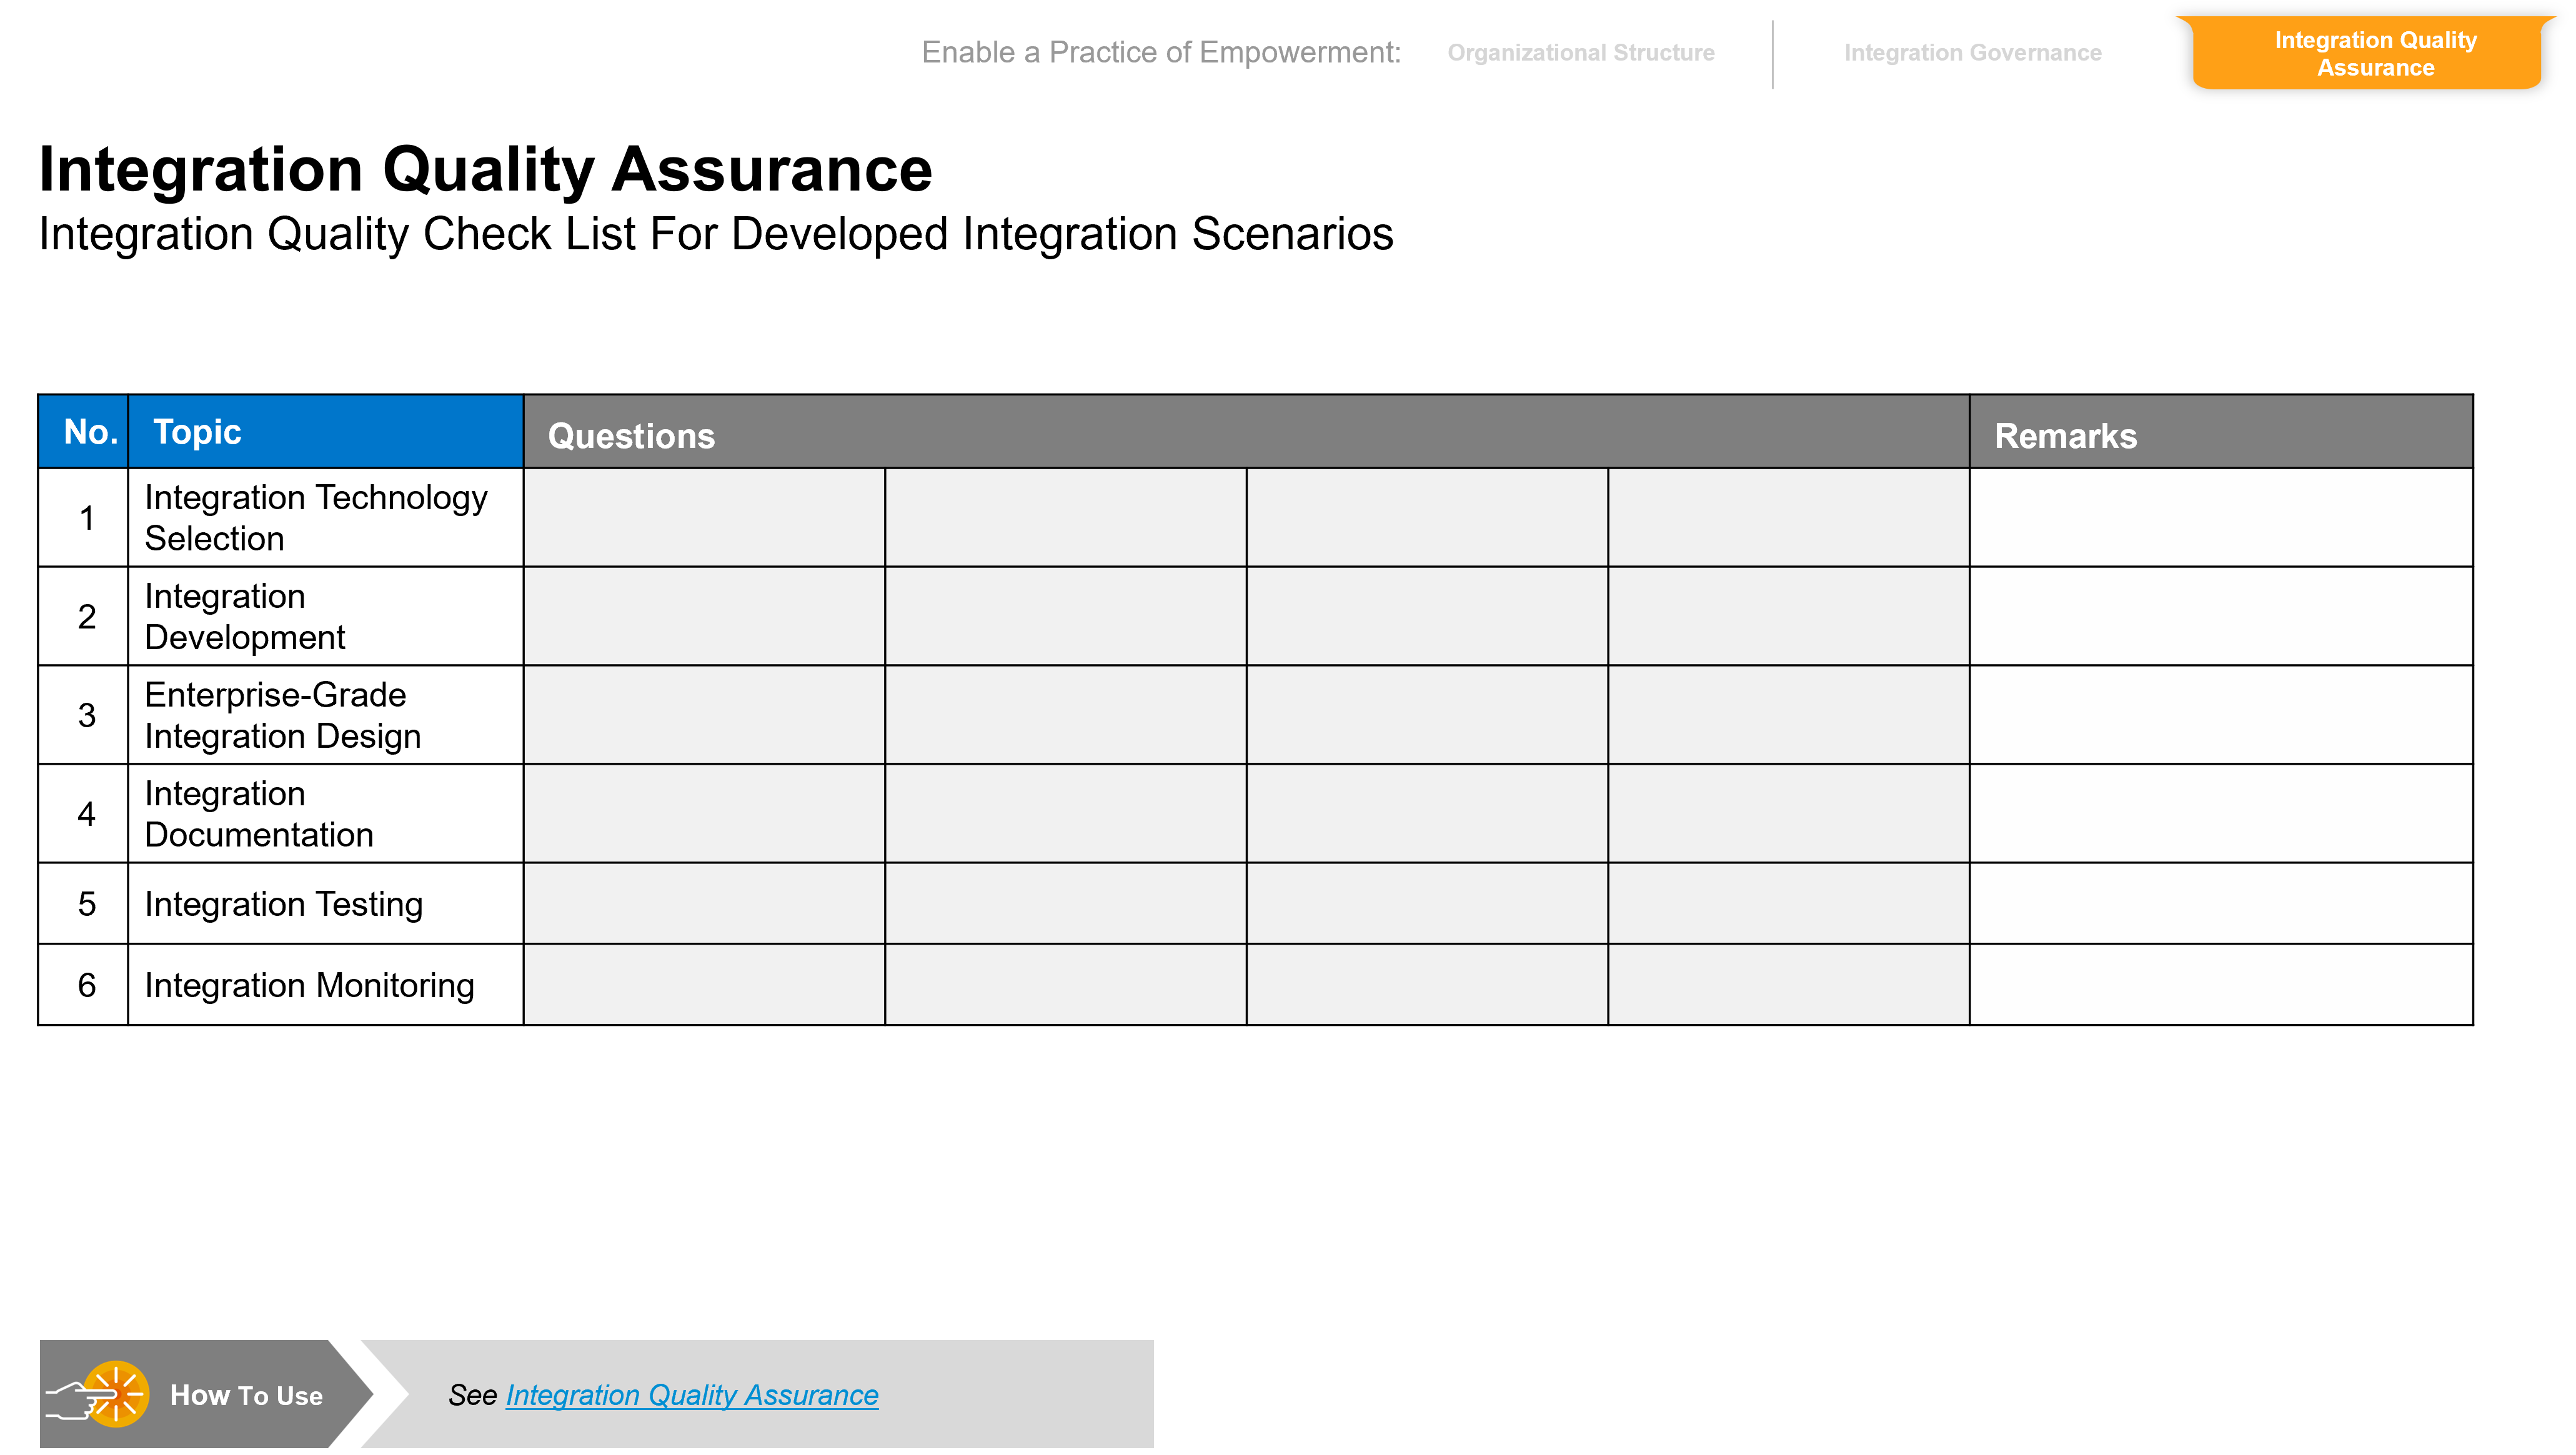 Enable a Practice of Empowerment:
Organizational Structure
Integration Governance
Integration Quality
Assurance
Integration Quality Assurance
Integration Quality Check List For Developed Integration Scenarios
No. Topic Questions Remarks
1 Integration Technology
Selection
2 Integration
Development
3 Enterprise-Grade
Integration Design
4 Integration
Documentation
5 Integration Testing
6 Integration Monitoring
How To Use
See Integration Quality Assurance